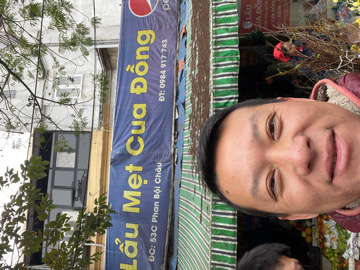 Lẩu Mẹt Cua Đồng
ĐC: 53C Phan Bội Châu
ĐT: 0984 917 743